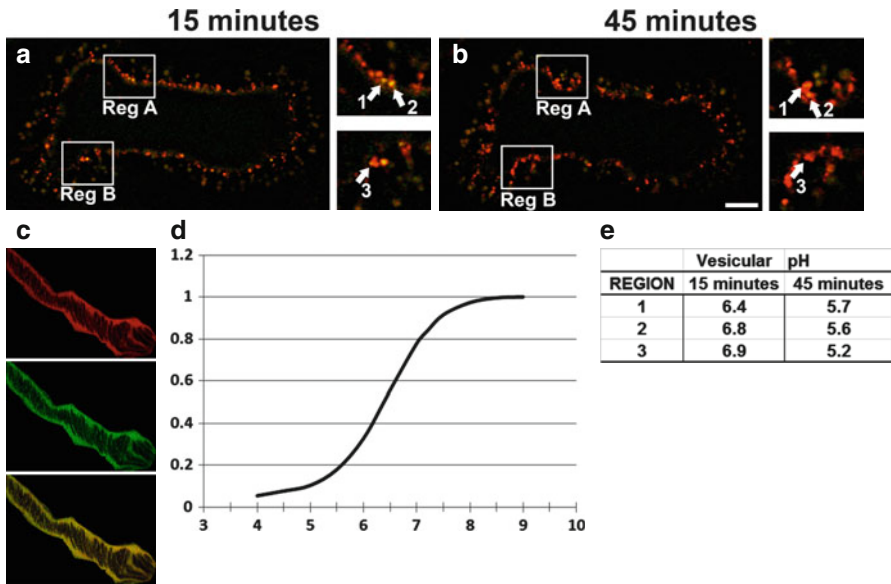 15 minutes
45 minutes
a
Reg A
Reg B
1
2
3
b
Reg A
Reg B
1
2
3
c
d
1.2
1
0.8
0.6
0.4
0.2
0
3 4 5 6 7 8 9 10
e
Vesicular pH
REGION 15 minutes 45 minutes
1 6.4 5.7
2 6.8 5.6
3 6.9 5.2